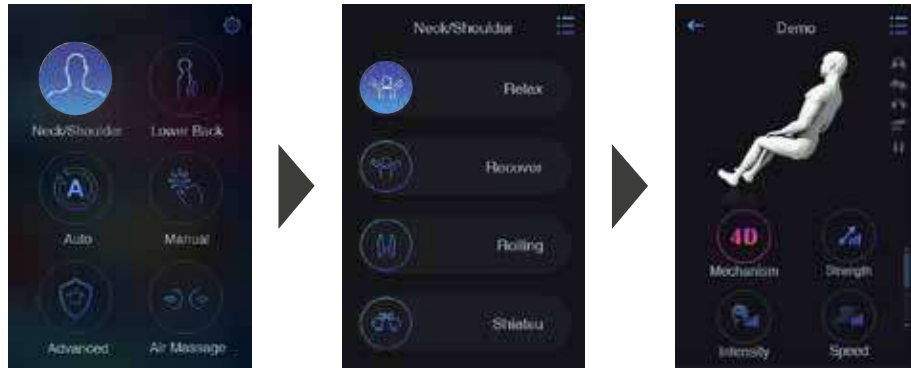 Neck/Shoulder
Lower Back
A
Auto
Manual
Advanced
Air Massage
Neck/Shoulder
Relax
Recover
Rolling
Shiatsu
Demo
4D
Mechanism
Strength
Intensity
Speed